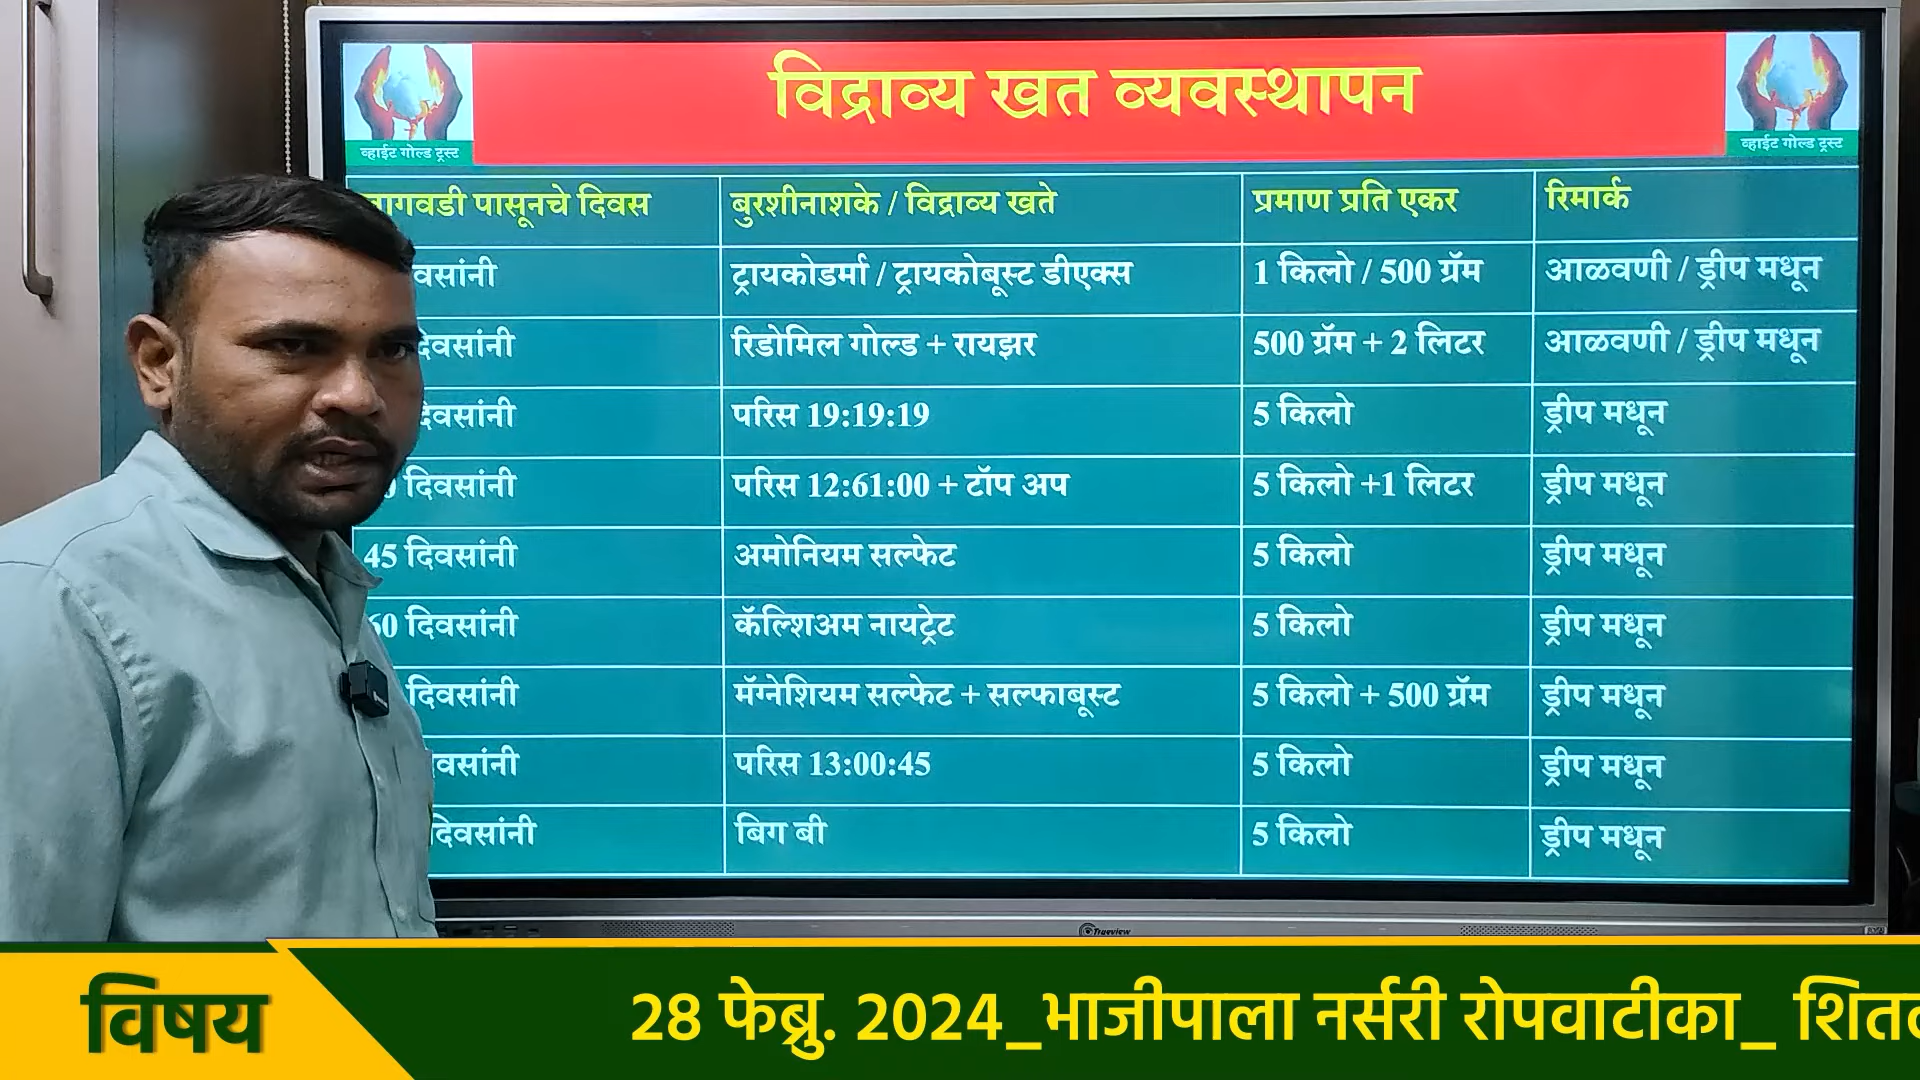 विद्राव्य खत व्यवस्थापन
व्हाईट गोल्ड ट्रस्ट
व्हाईट गोल्ड ट्रस्ट
पासूनचे दिवस बुरशीनाशके / विद्राव्य खते प्रमाण प्रति एकर रिमार्क
ट्रायकोडर्मा / ट्रायकोबूस्ट डीएक्स 1 किलो / 500 ग्रॅम आळवणी / ड्रीप मधून
रिडोमिल गोल्ड + रायझर 500 ग्रॅम + 2 लिटर आळवणी / ड्रीप मधून
परिस 19:19:19 5 किलो ड्रीप मधून
दिवसांनी परिस 12:61:00 + टॉप अप 5 किलो +1 लिटर ड्रीप मधून
45 दिवसांनी अमोनियम सल्फेट 5 किलो ड्रीप मधून
60 दिवसांनी कॅल्शिअम नायट्रेट 5 किलो ड्रीप मधून
दिवसांनी मॅग्नेशियम सल्फेट + सल्फाबूस्ट 5 किलो + 500 ग्रॅम ड्रीप मधून
परिस 13:00:45 5 किलो ड्रीप मधून
दिवसांनी बिग बी 5 किलो ड्रीप मधून
Truview
विषय
28 फेब्रु. 2024_भाजीपाला नर्सरी रोपवाटीका_